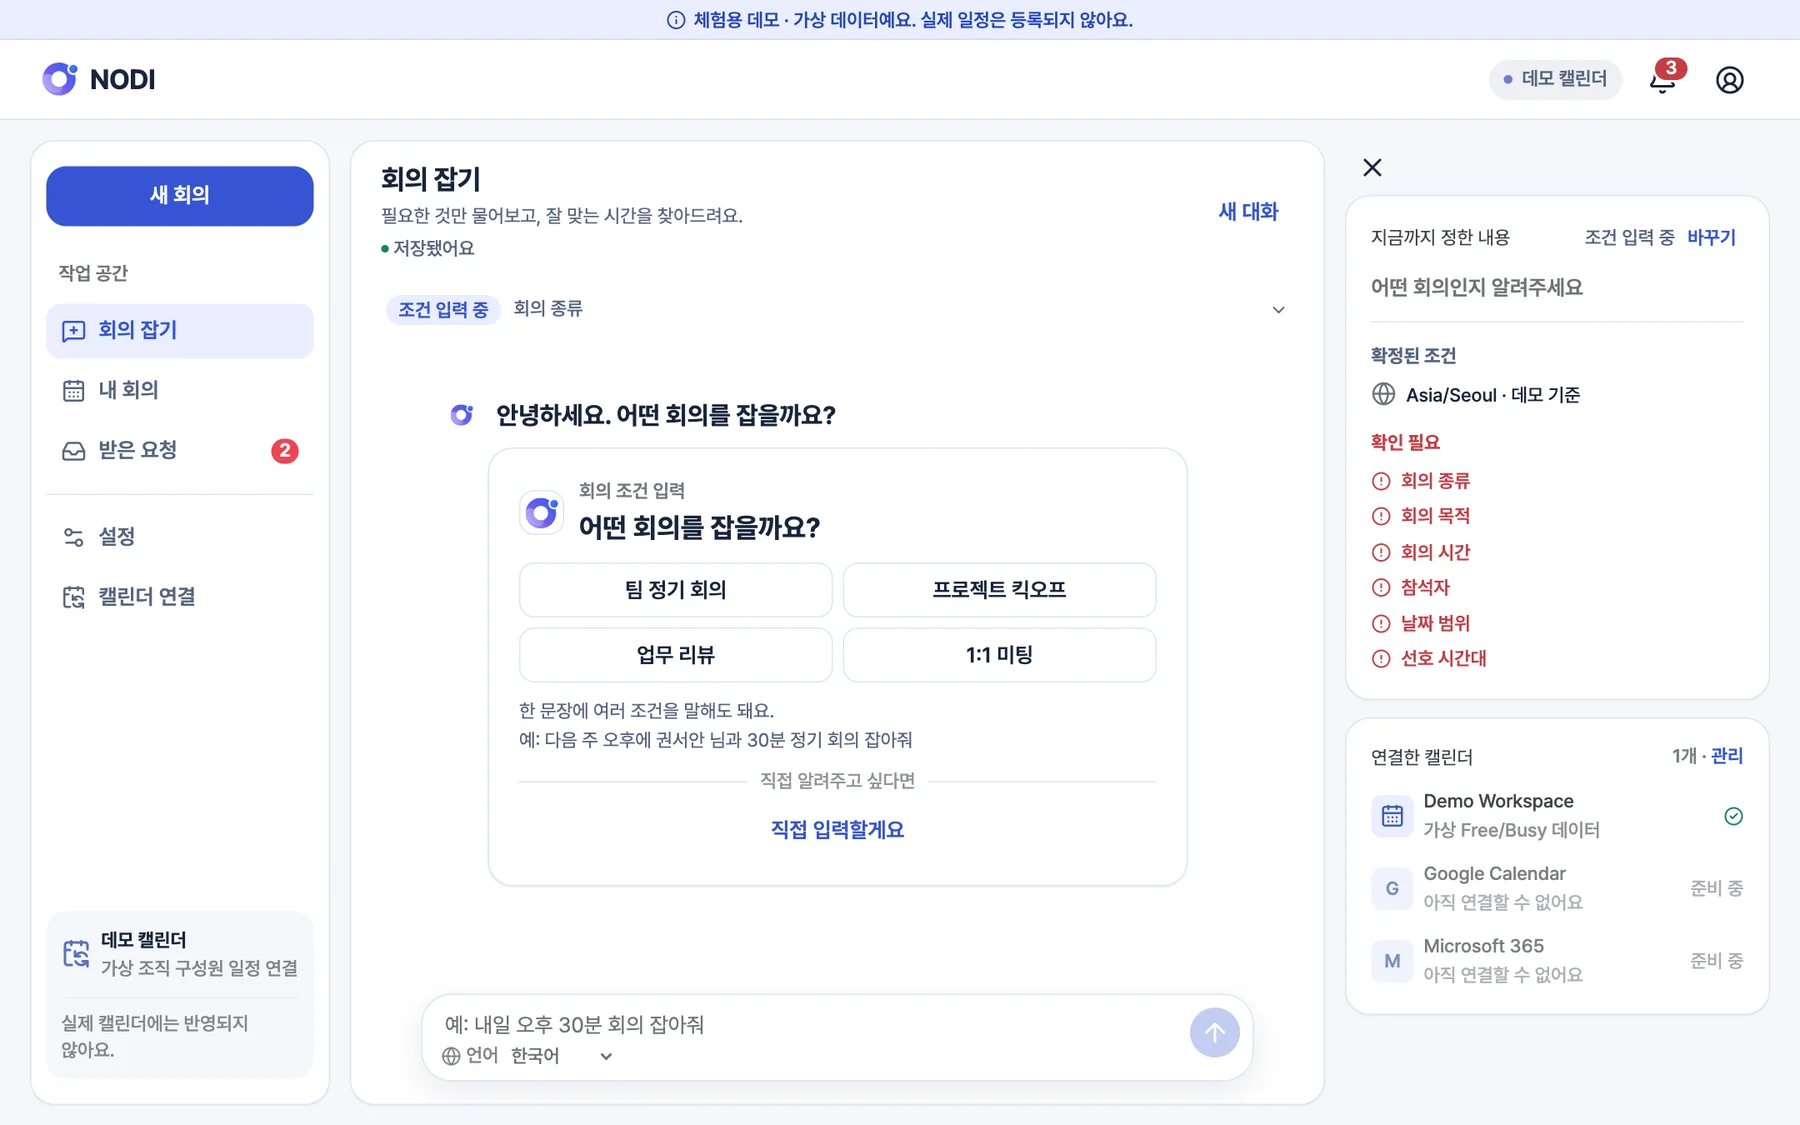 체험용 데모 · 가상 데이터예요. 실제 일정은 등록되지 않아요.
NODI
데모 캘린더
3
새 회의
작업 공간
회의 잡기
내 회의
받은 요청
2
설정
캘린더 연결
데모 캘린더
가상 조직 구성원 일정 연결
실제 캘린더에는 반영되지
않아요.
회의 잡기
필요한 것만 물어보고, 잘 맞는 시간을 찾아드려요.
저장됐어요
새 대화
조건 입력 중
회의 종류
안녕하세요. 어떤 회의를 잡을까요?
회의 조건 입력
어떤 회의를 잡을까요?
팀 정기 회의
프로젝트 킥오프
업무 리뷰
1:1 미팅
한 문장에 여러 조건을 말해도 돼요.
예: 다음 주 오후에 권서안 님과 30분 정기 회의 잡아줘
직접 알려주고 싶다면
직접 입력할게요
예: 내일 오후 30분 회의 잡아줘
언어 한국어
지금까지 정한 내용
조건 입력 중 바꾸기
어떤 회의인지 알려주세요
확정된 조건
Asia/Seoul · 데모 기준
확인 필요
회의 종류
회의 목적
회의 시간
참석자
날짜 범위
선호 시간대
연결한 캘린더
1개 · 관리
Demo Workspace
가상 Free/Busy 데이터
G
Google Calendar
아직 연결할 수 없어요
준비 중
M
Microsoft 365
아직 연결할 수 없어요
준비 중